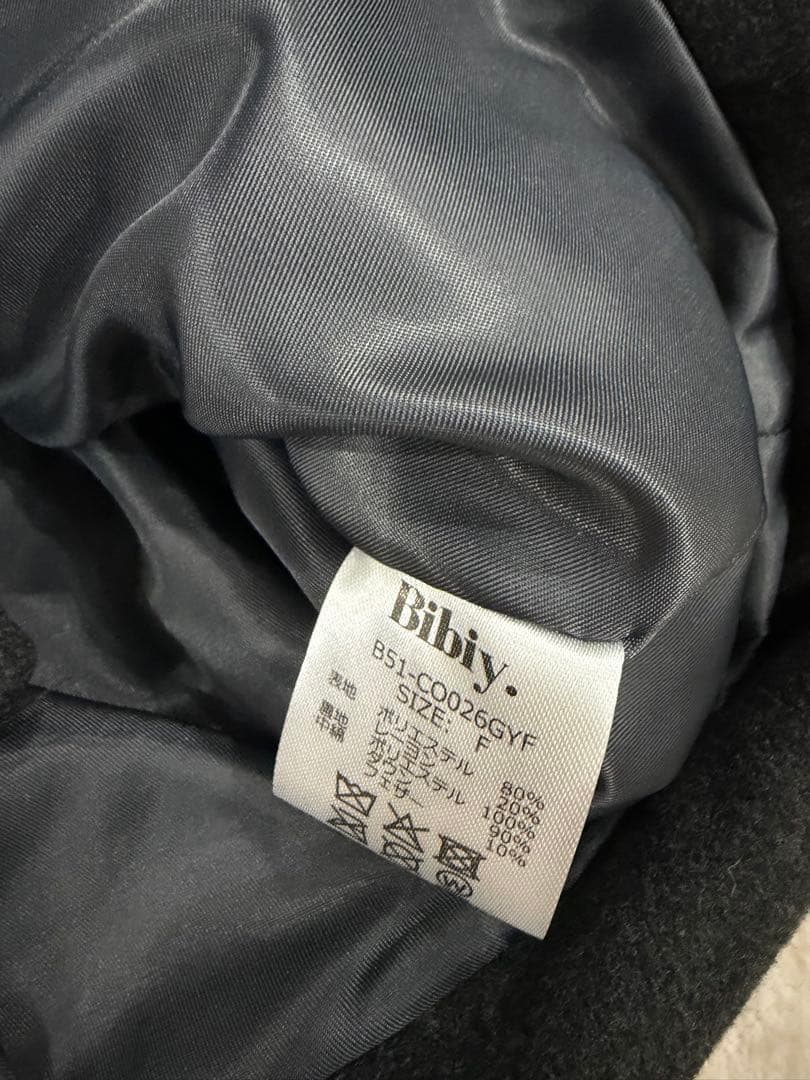 Bibiy.
B51-CO026GYF
SIZE: F
表地 ポリエステル 80%
レーヨン 20%
裏地 ポリエステル 100%
中綿 ダウン 90%
フェザー 10%